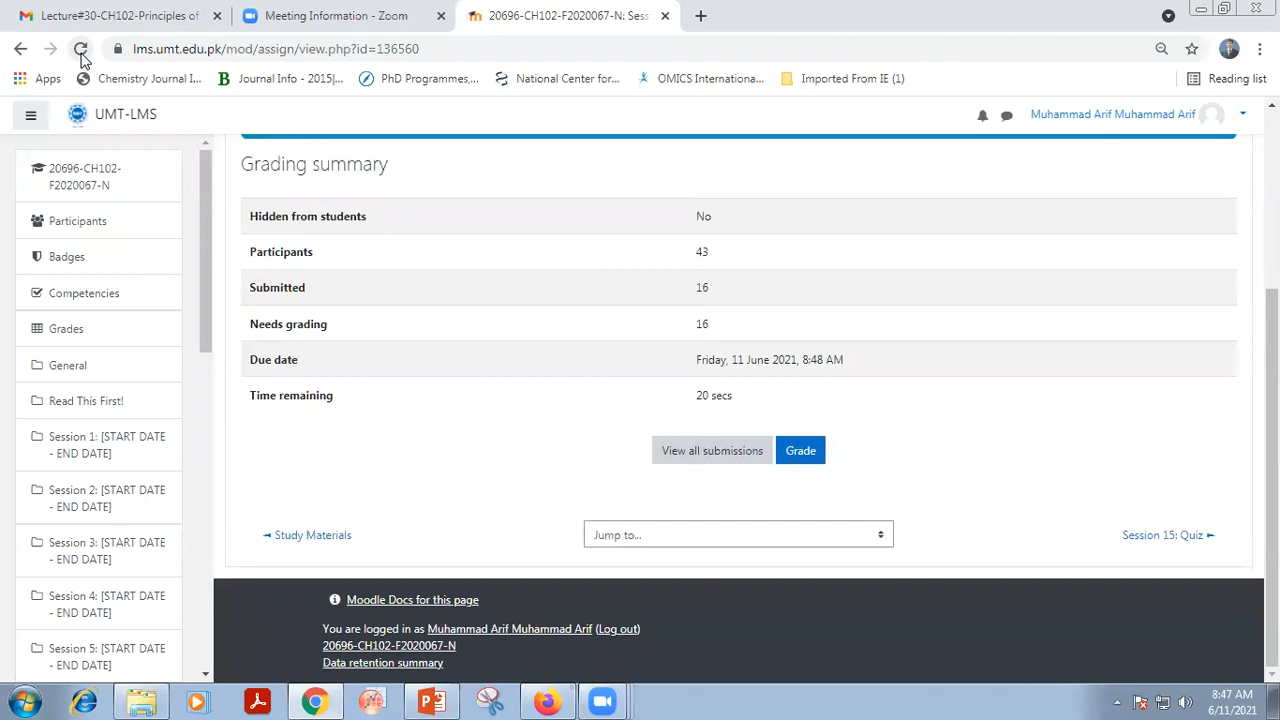 Lecture#30-CH102-Principles of
Meeting Information - Zoom
20696-CH102-F2020067-N: Sess
lms.umt.edu.pk/mod/assign/view.php?id=136560
Apps
Chemistry Journal I...
Journal Info - 2015|...
PhD Programmes,...
National Center for...
OMICS Internationa...
Imported From IE (1)
Reading list
UMT-LMS
Muhammad Arif Muhammad Arif
20696-CH102-
F2020067-N
Participants
Badges
Competencies
Grades
General
Read This First!
Session 1: [START DATE
- END DATE]
Session 2: [START DATE
- END DATE]
Session 3: [START DATE
- END DATE]
Session 4: [START DATE
- END DATE]
Session 5: [START DATE
- END DATE]
Grading summary
Hidden from students No
Participants 43
Submitted 16
Needs grading 16
Due date Friday, 11 June 2021, 8:48 AM
Time remaining 20 secs
View all submissions Grade
◄ Study Materials
Jump to...
Session 15: Quiz ►
Moodle Docs for this page
You are logged in as Muhammad Arif Muhammad Arif (Log out)
20696-CH102-F2020067-N
Data retention summary
8:47 AM
6/11/2021